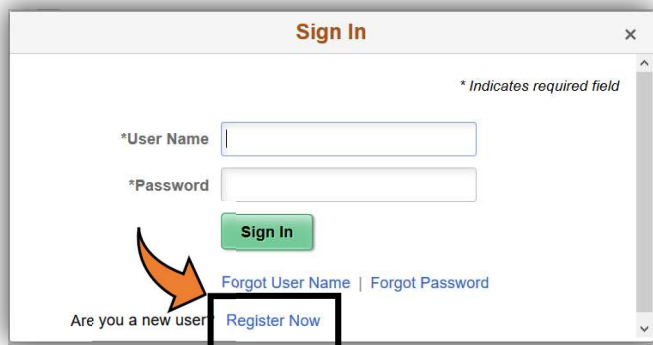 Sign In
×
* Indicates required field
*User Name
*Password
Sign In
Forgot User Name | Forgot Password
Are you a new user? Register Now